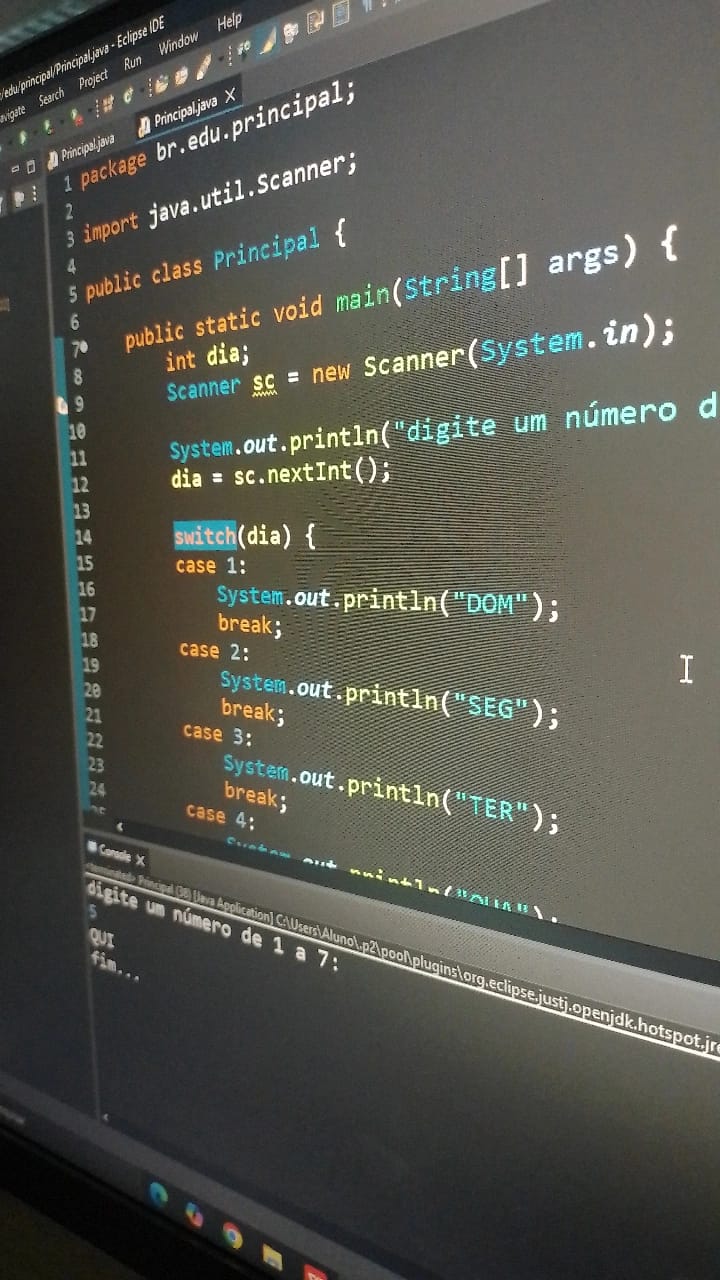 /edu/principal/Principal.java - Eclipse IDE
avigate Search Project Run Window Help
Principal.java Principal.java X
1 package br.edu.principal;
2
3 import java.util.Scanner;
4
5 public class Principal {
6
7 public static void main(String[] args) {
8 int dia;
9 Scanner sc = new Scanner(System.in);
10
11 System.out.println("digite um número d
12 dia = sc.nextInt();
13
14 switch(dia) {
15 case 1:
16 System.out.println("DOM");
17 break;
18 case 2:
19 System.out.println("SEG");
20 break;
21 case 3:
22 System.out.println("TER");
23 break;
24 case 4:
25 System.out.println("QUA");
Console X
<terminated> Principal (38) [Java Application] C:\Users\Aluno\.p2\pool\plugins\org.eclipse.justj.openjdk.hotspot.jre
digite um número de 1 a 7:
5
QUI
fim...